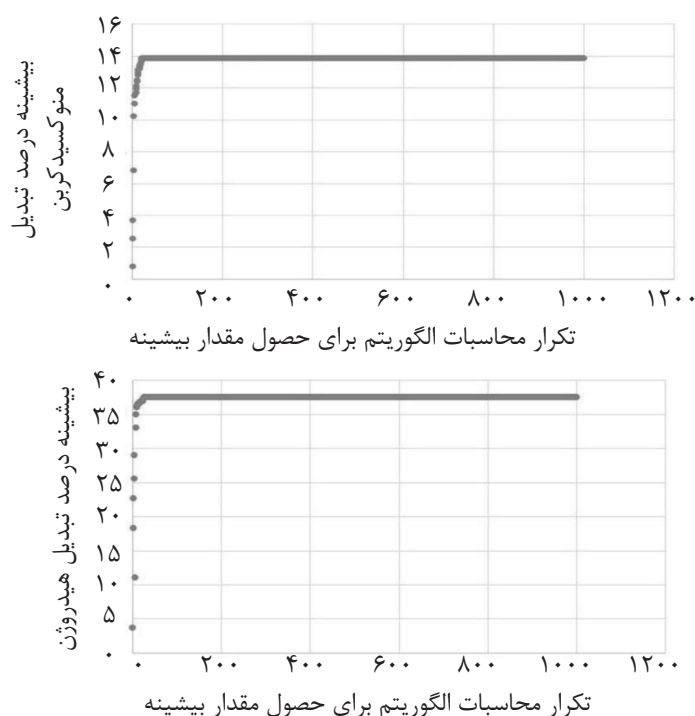 بیشینه درصد تبدیل
منوکسیدکربن
۱۶
۱۴
۱۲
۱۰
۸
۶
۴
۲
۰
۰ ۲۰۰ ۴۰۰ ۶۰۰ ۸۰۰ ۱۰۰۰ ۱۲۰۰
تکرار محاسبات الگوریتم برای حصول مقدار بیشینه
بیشینه درصد تبدیل هیدروژن
۴۰
۳۵
۳۰
۲۵
۲۰
۱۵
۱۰
۵
۰
۰ ۲۰۰ ۴۰۰ ۶۰۰ ۸۰۰ ۱۰۰۰ ۱۲۰۰
تکرار محاسبات الگوریتم برای حصول مقدار بیشینه